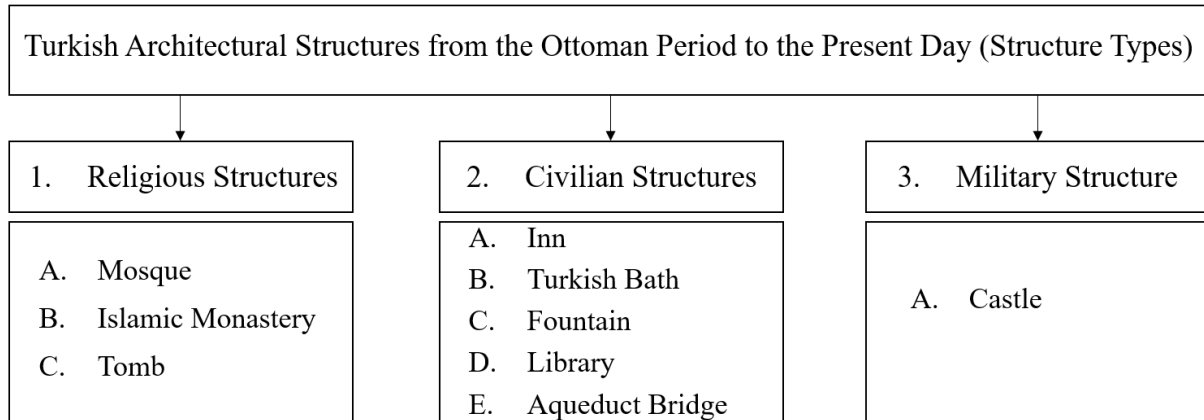 Turkish Architectural Structures from the Ottoman Period to the Present Day (Structure Types)
1. Religious Structures
A. Mosque
B. Islamic Monastery
C. Tomb
2. Civilian Structures
A. Inn
B. Turkish Bath
C. Fountain
D. Library
E. Aqueduct Bridge
3. Military Structure
A. Castle